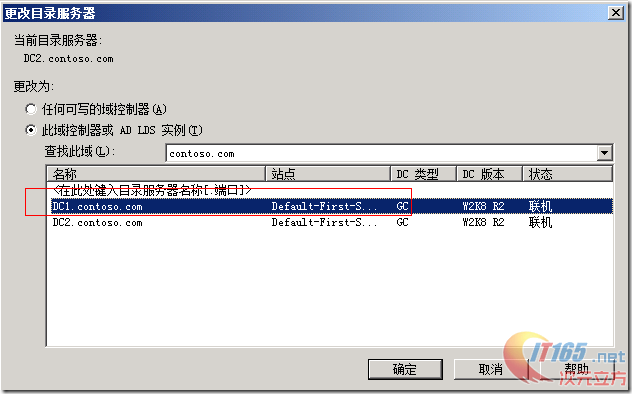 更改目录服务器
当前目录服务器:
DC2.contoso.com
更改为:
任何可写的域控制器(A)
此域控制器或 AD LDS 实例(T)
查找此域(L): contoso.com
名称 站点 DC 类型 DC 版本 状态
<在此处键入目录服务器名称[:端口]>
DC1.contoso.com Default-First-S... GC W2K8 R2 联机
DC2.contoso.com Default-First-S... GC W2K8 R2 联机
确定 取消 帮助
IT165.net
次元立方